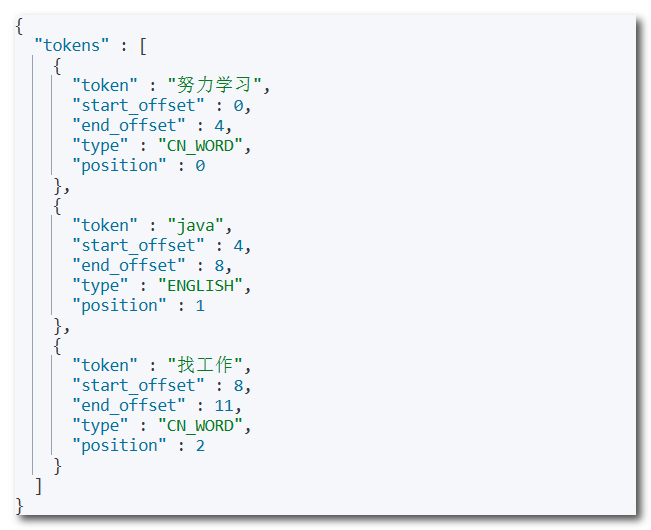 {
  "tokens" : [
    {
      "token" : "努力学习",
      "start_offset" : 0,
      "end_offset" : 4,
      "type" : "CN_WORD",
      "position" : 0
    },
    {
      "token" : "java",
      "start_offset" : 4,
      "end_offset" : 8,
      "type" : "ENGLISH",
      "position" : 1
    },
    {
      "token" : "找工作",
      "start_offset" : 8,
      "end_offset" : 11,
      "type" : "CN_WORD",
      "position" : 2
    }
  ]
}